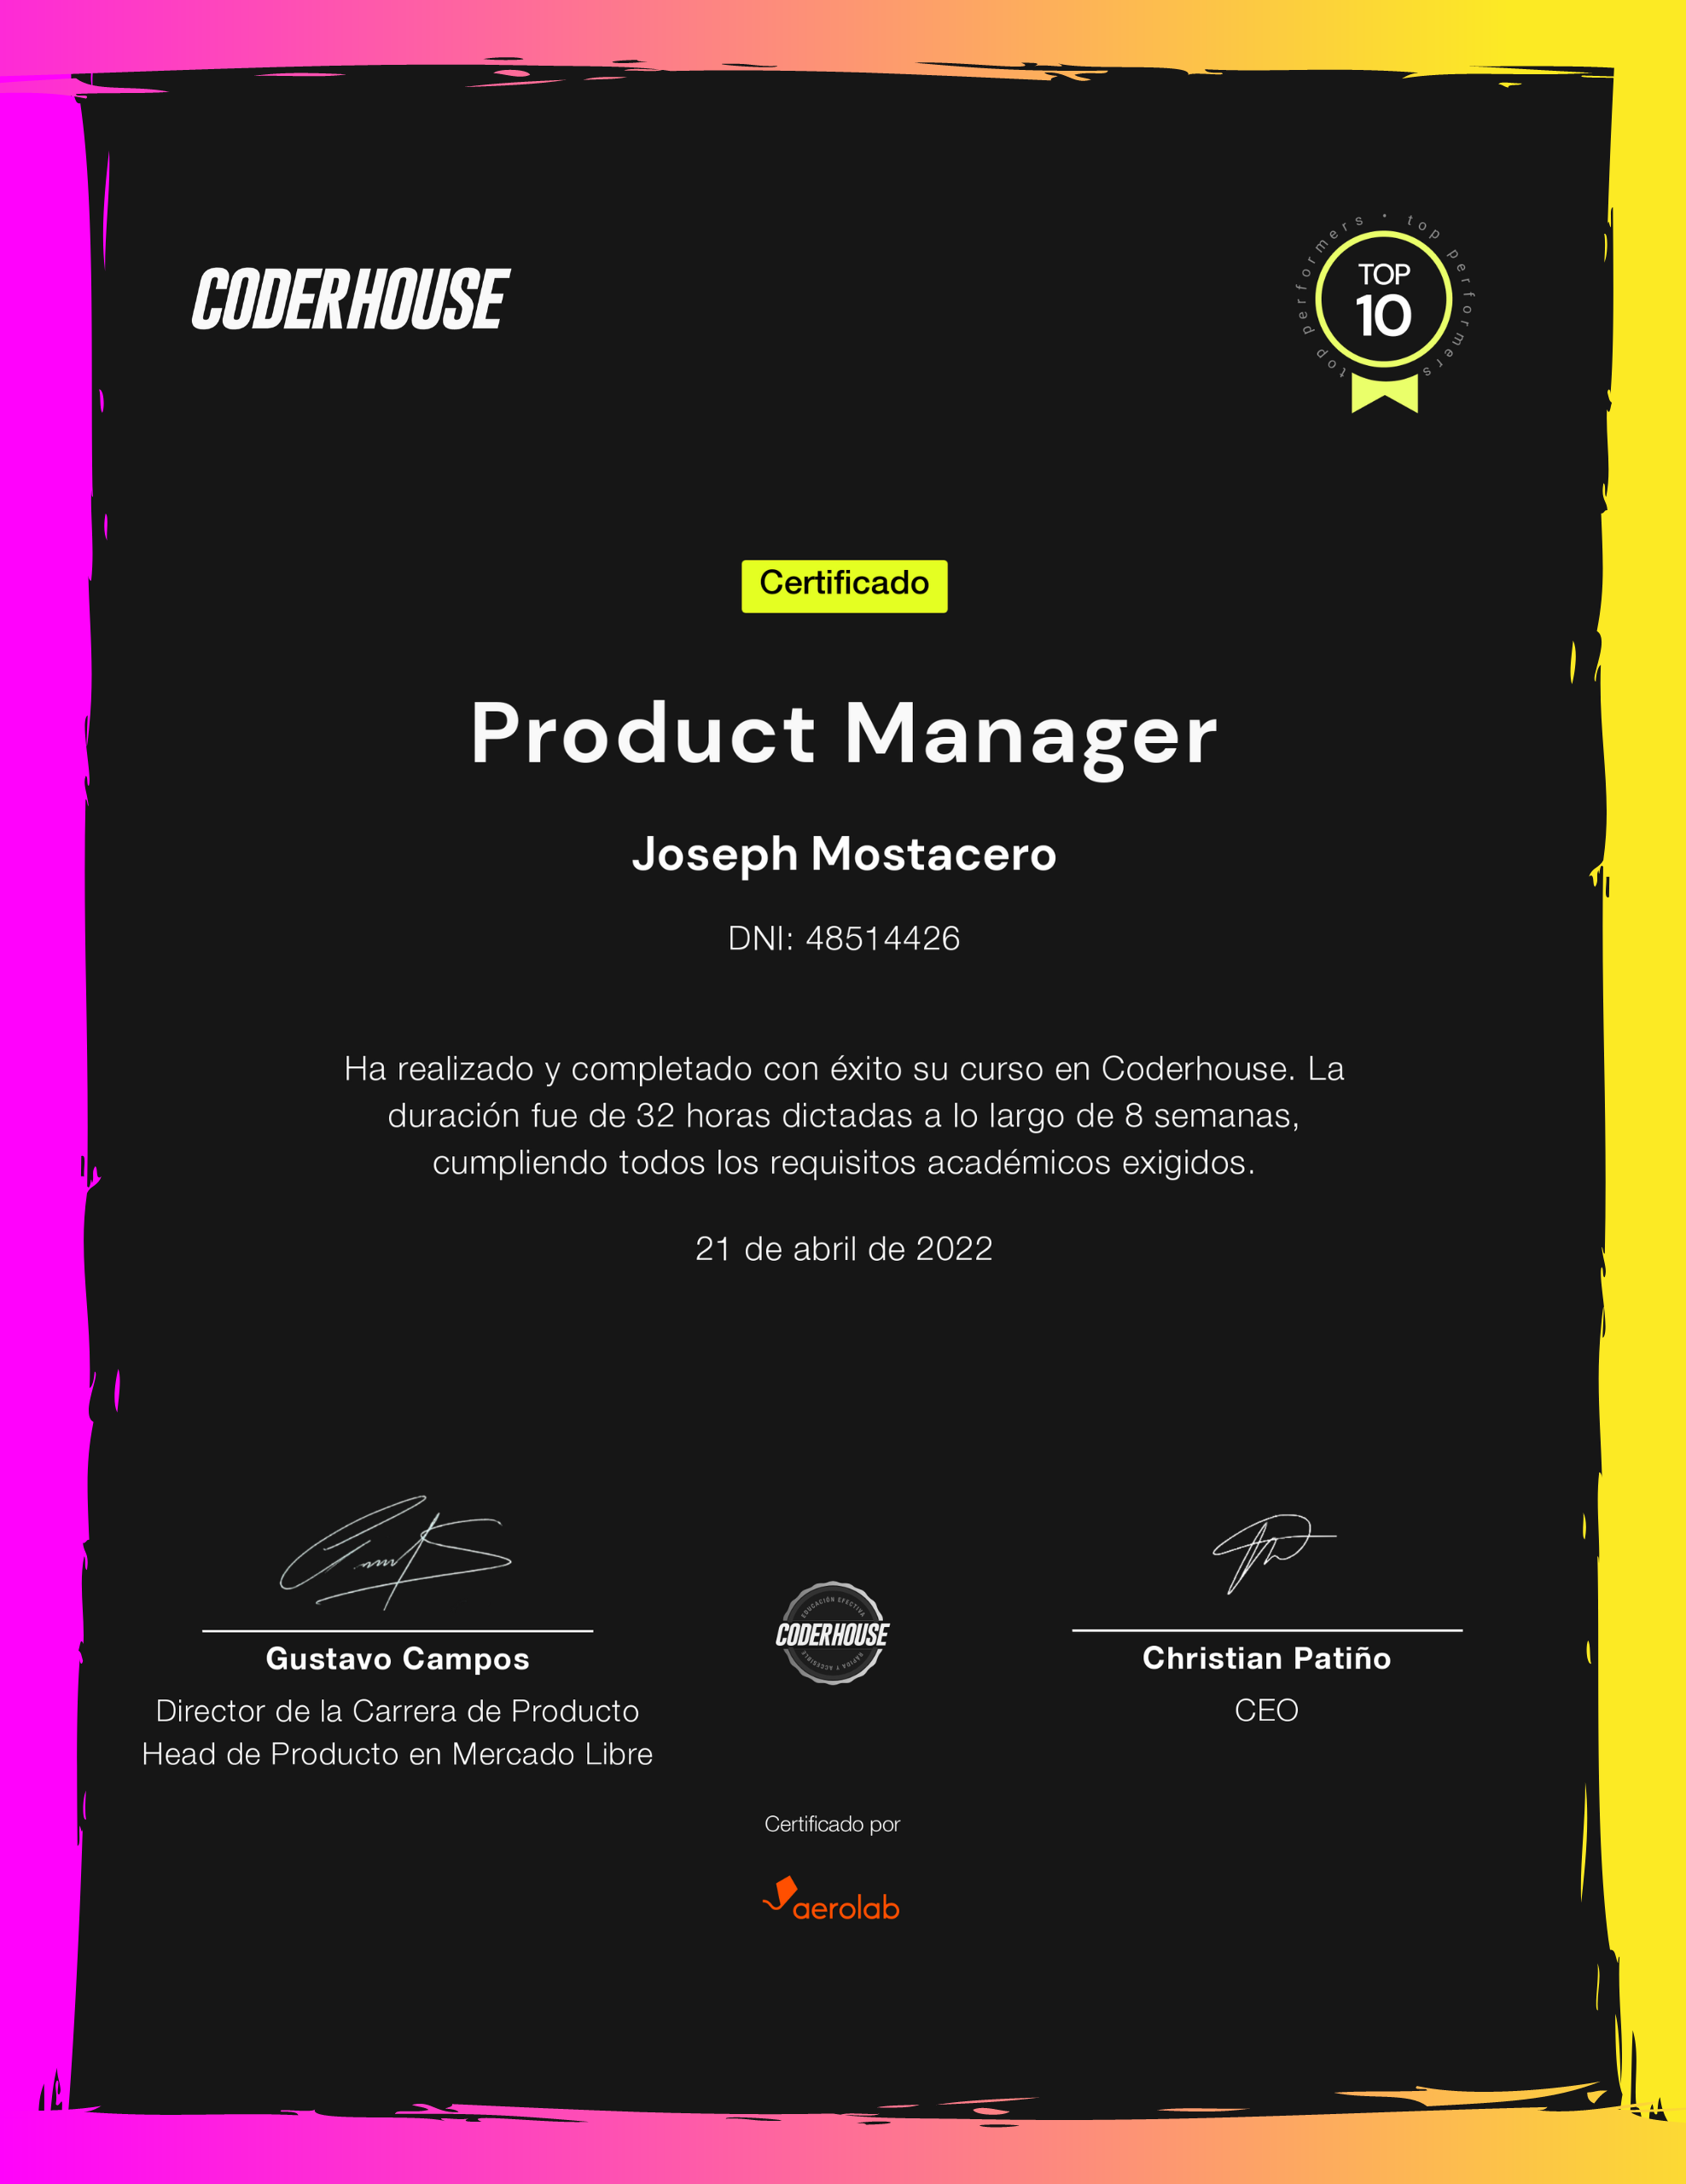 CODERHOUSE
top performers • top performers
TOP
10
Certificado
Product Manager
Joseph Mostacero
DNI: 48514426
Ha realizado y completado con éxito su curso en Coderhouse. La
duración fue de 32 horas dictadas a lo largo de 8 semanas,
cumpliendo todos los requisitos académicos exigidos.
21 de abril de 2022
Gustavo Campos
Director de la Carrera de Producto
Head de Producto en Mercado Libre
EDUCACIÓN EFECTIVA
CODERHOUSE
RÁPIDA Y ACCESIBLE
Christian Patiño
CEO
Certificado por
aerolab